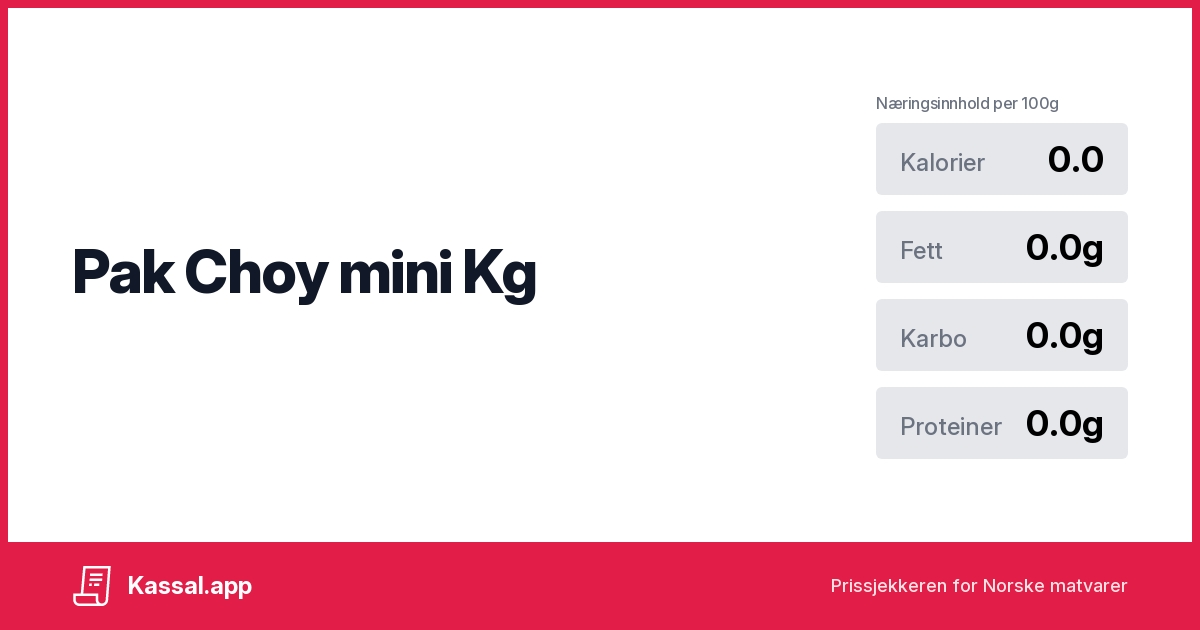 Næringsinnhold per 100g
Kalorier 0.0
Fett 0.0g
Pak Choy mini Kg
Karbo 0.0g
Proteiner 0.0g
Kassal.app
Prissjekkeren for Norske matvarer